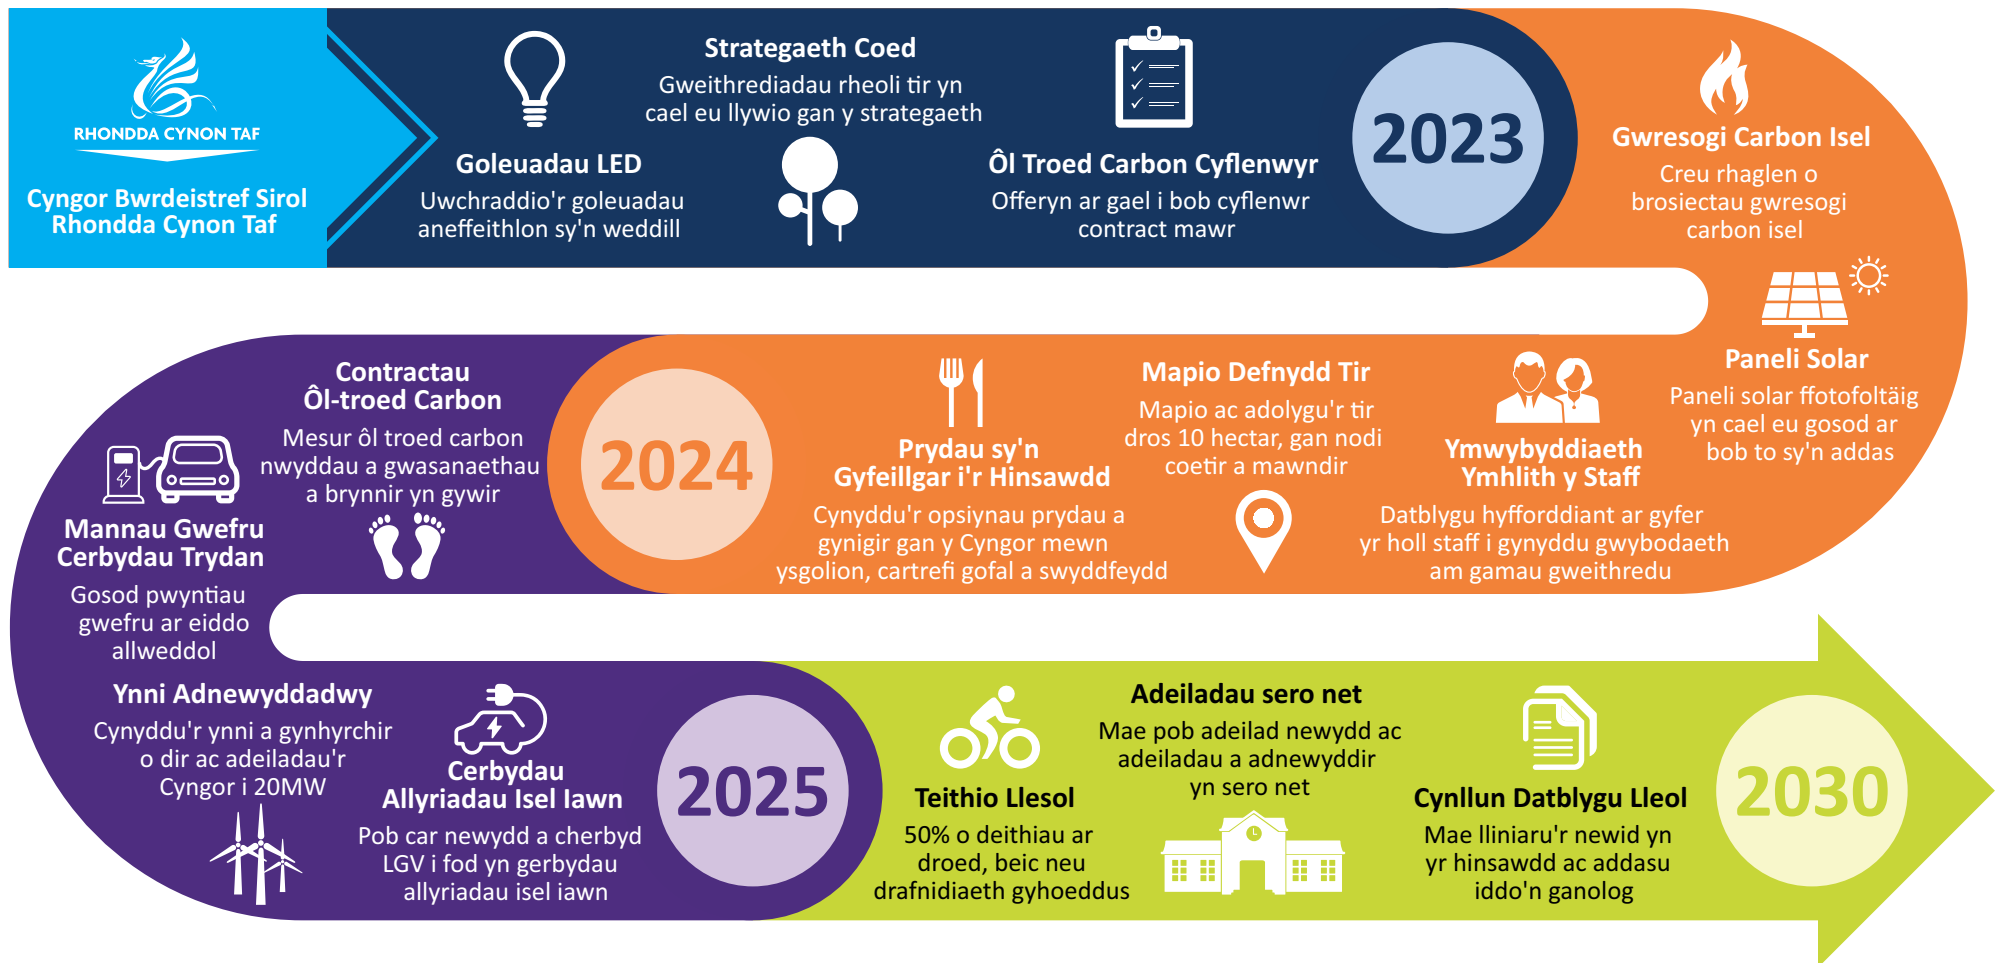 RHONDDA CYNON TAF
Cyngor Bwrdeistref Sirol
Rhondda Cynon Taf
Goleuadau LED
Uwchraddio'r goleuadau
aneffeithlon sy'n weddill
Strategaeth Coed
Gweithrediadau rheoli tir yn
cael eu llywio gan y strategaeth
Ôl Troed Carbon Cyflenwyr
Offeryn ar gael i bob cyflenwr
contract mawr
2023
Gwresogi Carbon Isel
Creu rhaglen o
brosiectau gwresogi
carbon isel
Paneli Solar
Paneli solar ffotofoltäig
yn cael eu gosod ar
bob to sy'n addas
Ymwybyddiaeth
Ymhlith y Staff
Datblygu hyfforddiant ar gyfer
yr holl staff i gynyddu gwybodaeth
am gamau gweithredu
Mapio Defnydd Tir
Mapio ac adolygu'r tir
dros 10 hectar, gan nodi
coetir a mawndir
Prydau sy'n
Gyfeillgar i'r Hinsawdd
Cynyddu'r opsiynau prydau a
gynigir gan y Cyngor mewn
ysgolion, cartrefi gofal a swyddfeydd
2024
Contractau
Ôl-troed Carbon
Mesur ôl troed carbon
nwyddau a gwasanaethau
a brynnir yn gywir
Mannau Gwefru
Cerbydau Trydan
Gosod pwyntiau
gwefru ar eiddo
allweddol
Ynni Adnewyddadwy
Cynyddu'r ynni a gynhyrchir
o dir ac adeiladau'r
Cyngor i 20MW
Cerbydau
Allyriadau Isel Iawn
Pob car newydd a cherbyd
LGV i fod yn gerbydau
allyriadau isel iawn
2025
Teithio Llesol
50% o deithiau ar
droed, beic neu
drafnidiaeth gyhoeddus
Adeiladau sero net
Mae pob adeilad newydd ac
adeiladau a adnewyddir
yn sero net
Cynllun Datblygu Lleol
Mae lliniaru'r newid yn
yr hinsawdd ac addasu
iddo'n ganolog
2030